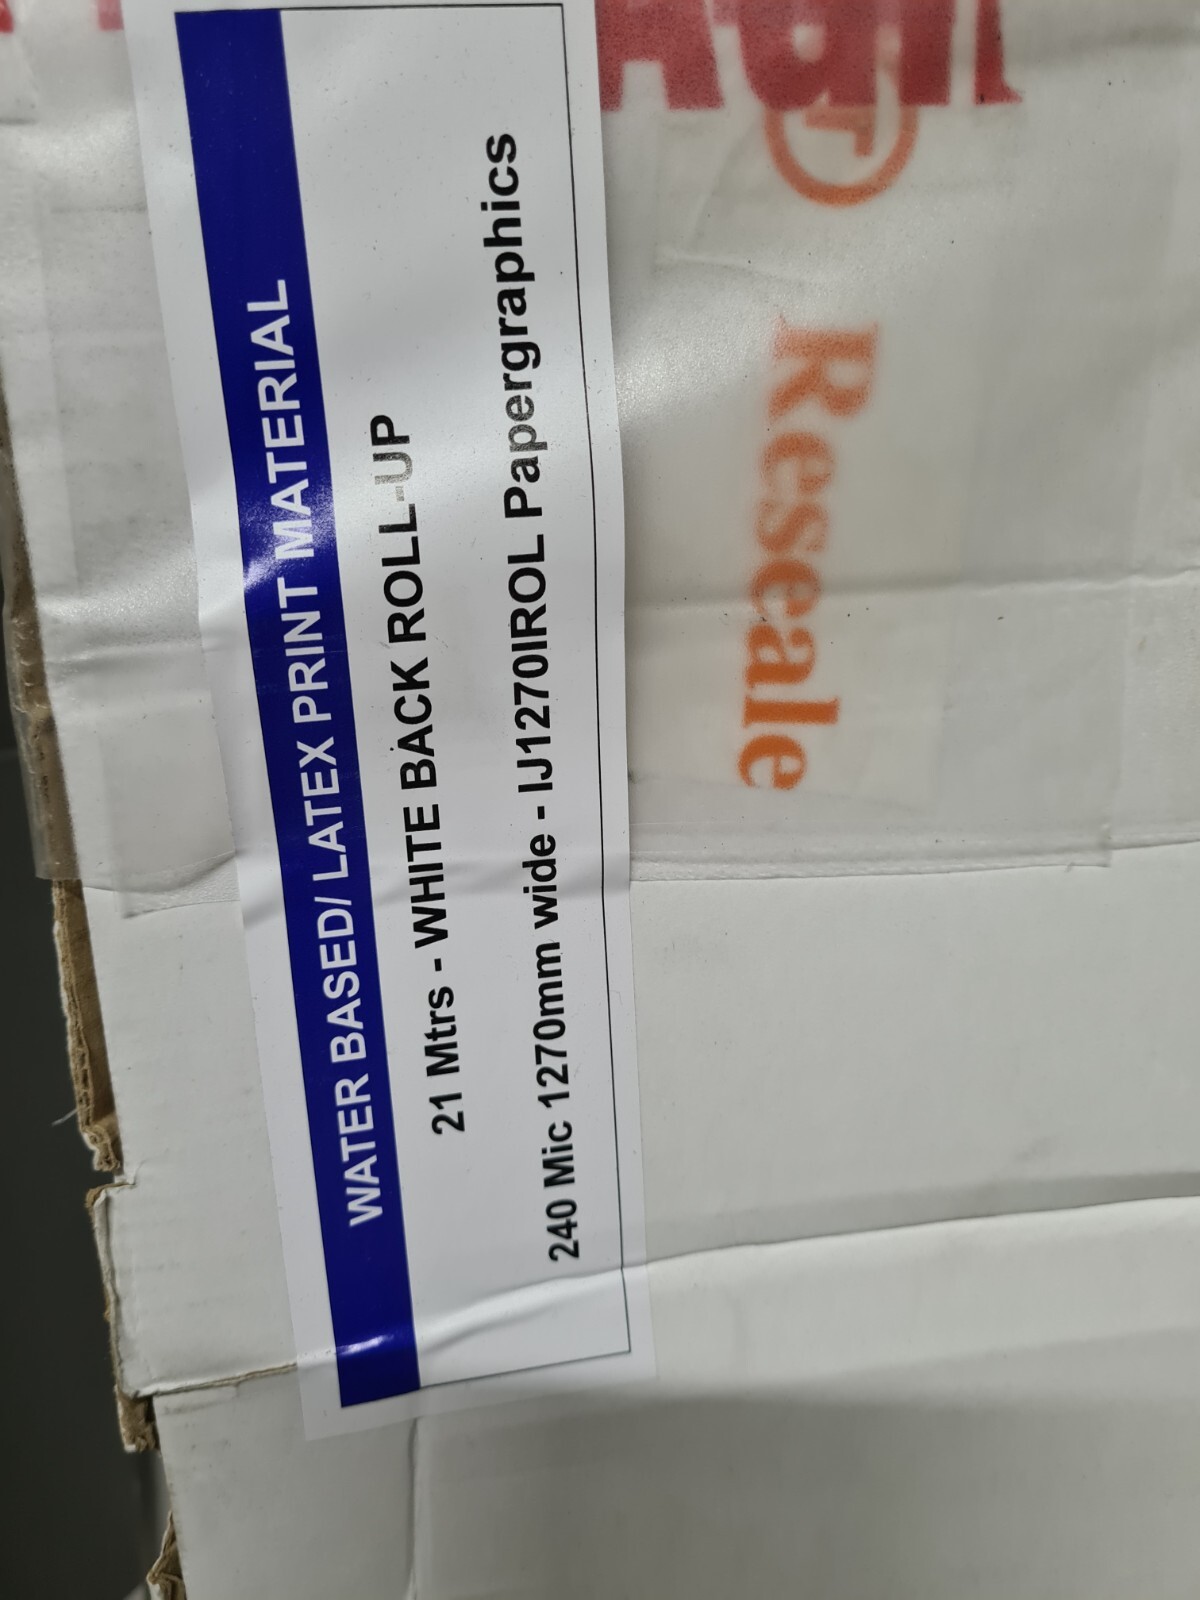 WATER BASED/ LATEX PRINT MATERIAL
21 Mtrs - WHITE BACK ROLL-UP
240 Mic 1270mm wide - IJ1270IROL Papergraphics
Reseale